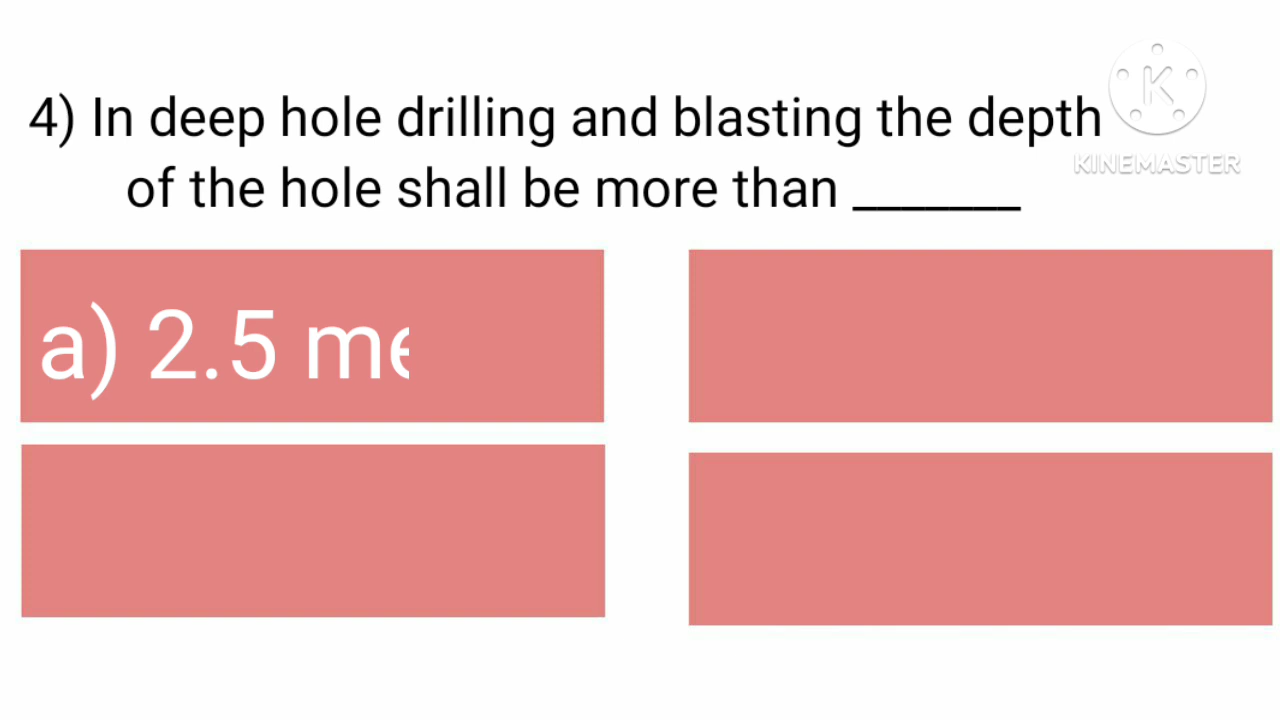 4) In deep hole drilling and blasting the depth
of the hole shall be more than _______
a) 2.5 me
KINEMASTER